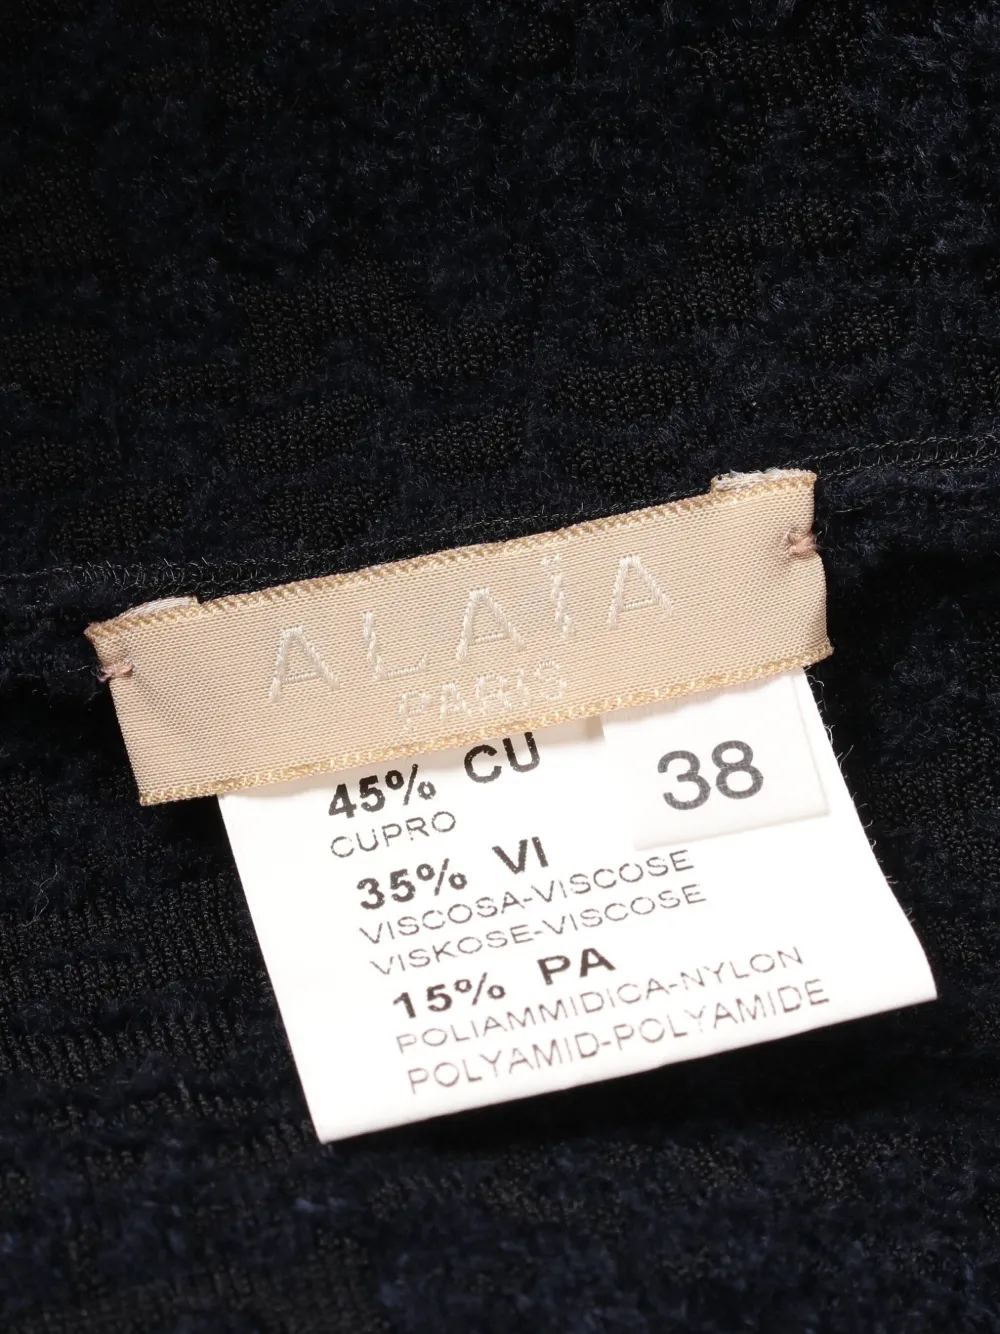 ALAÏA
PARIS
38
45% CU
CUPRO
35% VI
VISCOSA-VISCOSE
VISKOSE-VISCOSE
15% PA
POLIAMMIDICA-NYLON
POLYAMID-POLYAMIDE